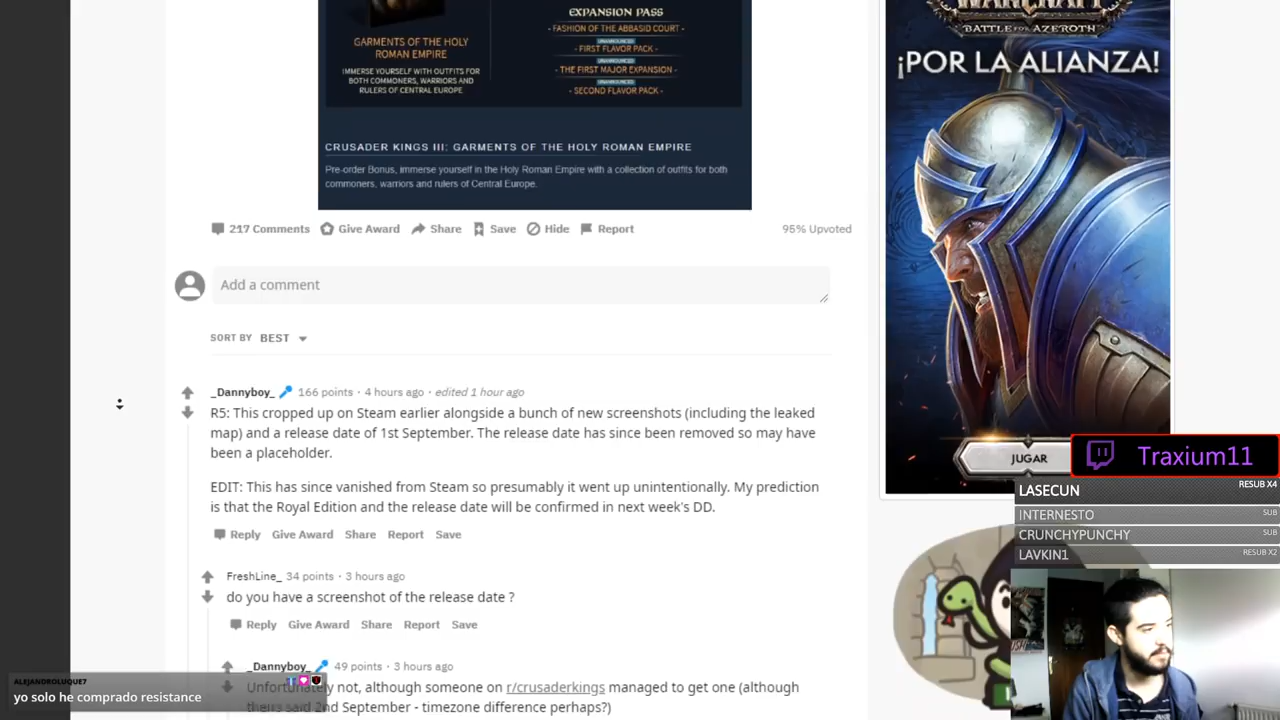 EXPANSION PASS
- FASHION OF THE ABBASID COURT -
GARMENTS OF THE HOLY
ROMAN EMPIRE
- FIRST FLAVOR PACK -
- THE FIRST MAJOR EXPANSION -
- SECOND FLAVOR PACK -
IMMERSE YOURSELF WITH OUTFITS FOR
BOTH COMMONERS, WARRIORS AND
RULERS OF CENTRAL EUROPE.
CRUSADER KINGS III: GARMENTS OF THE HOLY ROMAN EMPIRE
Pre-order Bonus, immerse yourself in the Holy Roman Empire with a collection of outfits for both
commoners, warriors and rulers of Central Europe.
217 Comments Give Award Share Save Hide Report 95% Upvoted
Add a comment
SORT BY BEST
_Dannyboy_ 166 points · 4 hours ago · edited 1 hour ago
R5: This cropped up on Steam earlier alongside a bunch of new screenshots (including the leaked
map) and a release date of 1st September. The release date has since been removed so may have
been a placeholder.
EDIT: This has since vanished from Steam so presumably it went up unintentionally. My prediction
is that the Royal Edition and the release date will be confirmed in next week's DD.
Reply Give Award Share Report Save
FreshLine_ 34 points · 3 hours ago
do you have a screenshot of the release date ?
Reply Give Award Share Report Save
_Dannyboy_ 49 points · 3 hours ago
Unfortunately not, although someone on r/crusaderkings managed to get one (although
theirs said 2nd September - timezone difference perhaps?)
ALEJANDROLUQUE7
yo solo he comprado resistance
WARCRAFT
BATTLE FOR AZEROTH
¡POR LA ALIANZA!
JUGAR
Traxium11
LASECUN RESUB X4
INTERNESTO SUB
CRUNCHYPUNCHY SUB
LAVKIN1 RESUB X2